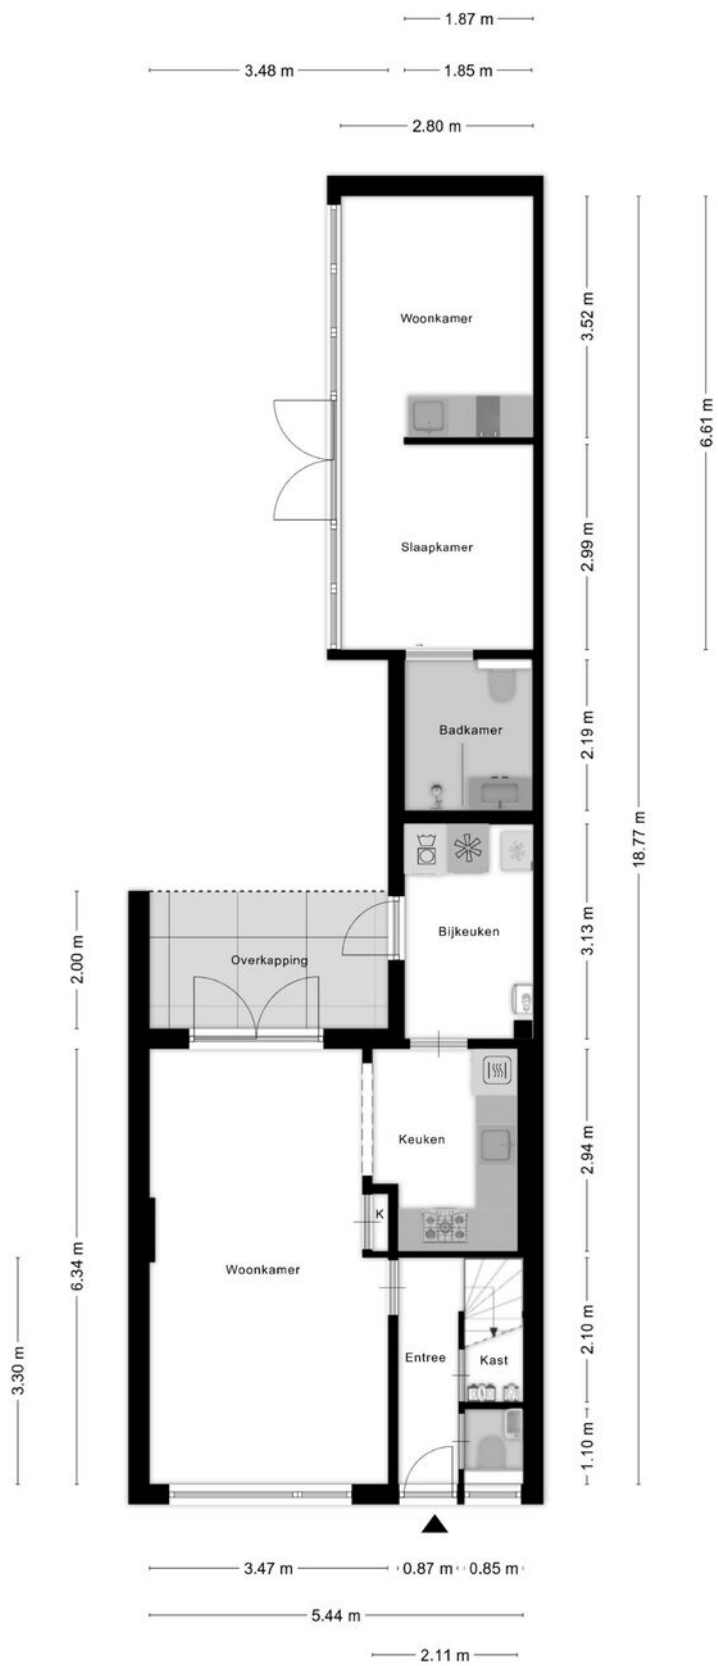 1.87 m
3.48 m
1.85 m
2.80 m
Woonkamer
3.52 m
6.61 m
Slaapkamer
2.99 m
Badkamer
2.19 m
18.77 m
Bijkeuken
3.13 m
Overkapping
2.00 m
Keuken
2.94 m
K
Woonkamer
6.34 m
Entree
Kast
2.10 m
3.30 m
1.10 m
3.47 m
0.87 m
0.85 m
5.44 m
2.11 m